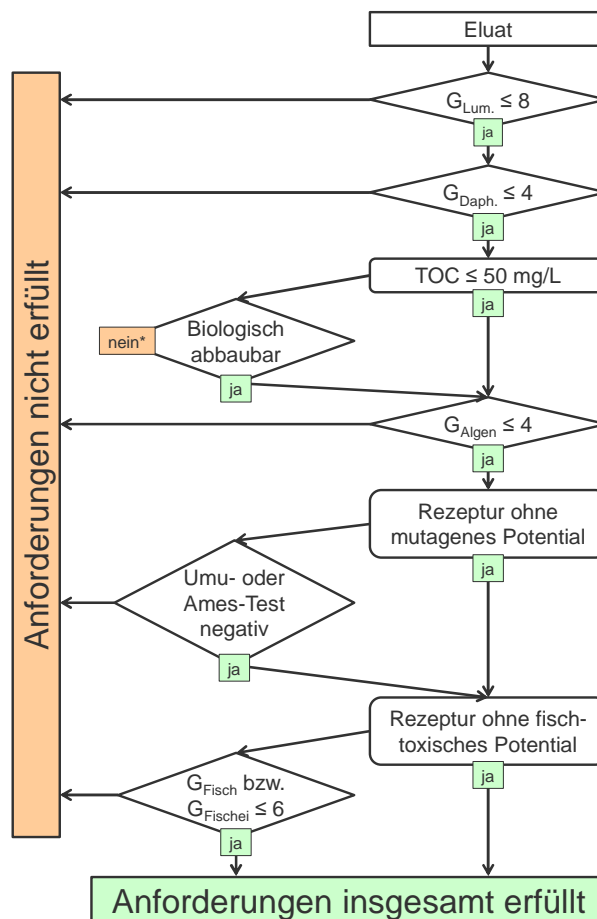 Eluat
G_Lum. ≤ 8
ja
G_Daph. ≤ 4
ja
TOC ≤ 50 mg/L
ja
Biologisch
abbaubar
nein*
ja
G_Algen ≤ 4
ja
Rezeptur ohne
mutagenes Potential
ja
Umu- oder
Ames-Test
negativ
ja
Rezeptur ohne fisch-
toxisches Potential
ja
G_Fisch bzw.
G_Fischei ≤ 6
ja
Anforderungen nicht erfüllt
Anforderungen insgesamt erfüllt